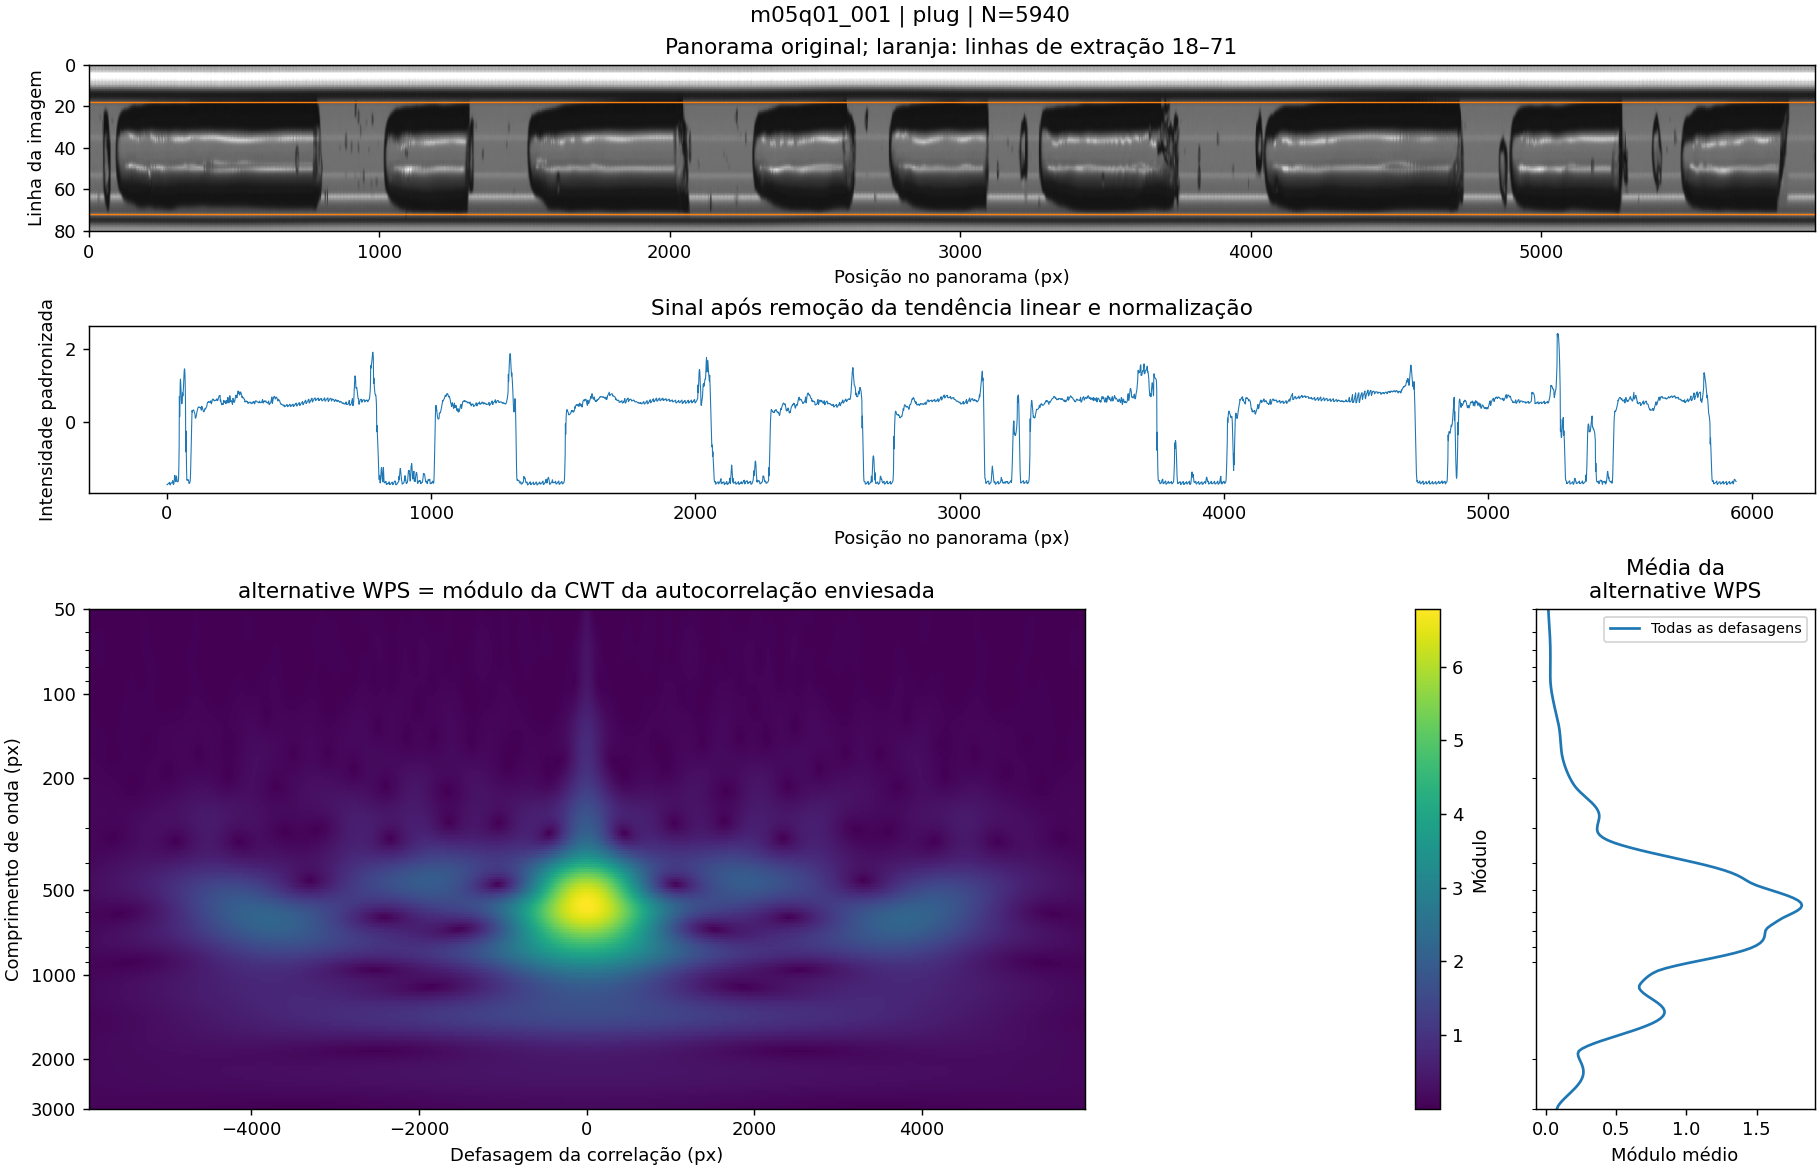 m05q01_001 | plug | N=5940
Panorama original; laranja: linhas de extração 18–71
Linha da imagem
0
20
40
60
80
0
1000
2000
3000
4000
5000
Posição no panorama (px)
Sinal após remoção da tendência linear e normalização
Intensidade padronizada
2
0
0
1000
2000
3000
4000
5000
6000
Posição no panorama (px)
alternative WPS = módulo da CWT da autocorrelação enviesada
Comprimento de onda (px)
50
100
200
500
1000
2000
3000
−4000
−2000
0
2000
4000
Defasagem da correlação (px)
6
5
4
3
2
1
Módulo
Média da
alternative WPS
Todas as defasagens
0.0
0.5
1.0
1.5
Módulo médio